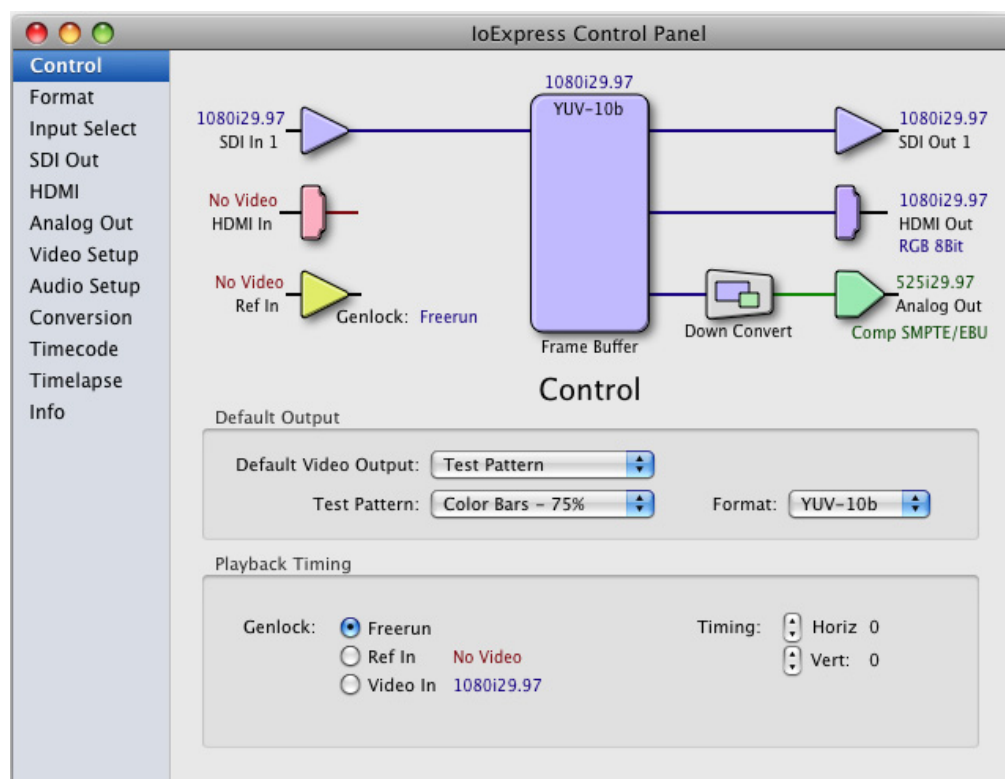 IoExpress Control Panel
Control
Format
Input Select
SDI Out
HDMI
Analog Out
Video Setup
Audio Setup
Conversion
Timecode
Timelapse
Info
1080i29.97
SDI In 1
No Video
HDMI In
No Video
Ref In
Genlock: Freerun
1080i29.97
YUV-10b
Frame Buffer
Down Convert
1080i29.97
SDI Out 1
1080i29.97
HDMI Out
RGB 8Bit
525i29.97
Analog Out
Comp SMPTE/EBU
Control
Default Output
Default Video Output: Test Pattern
Test Pattern: Color Bars - 75% Format: YUV-10b
Playback Timing
Genlock: Freerun Timing: Horiz 0
Ref In No Video Vert: 0
Video In 1080i29.97